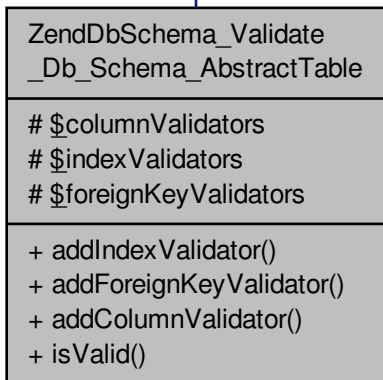 ZendDbSchema_Validate
_Db_Schema_AbstractTable
# $columnValidators
# $indexValidators
# $foreignKeyValidators
+ addIndexValidator()
+ addForeignKeyValidator()
+ addColumnValidator()
+ isValid()